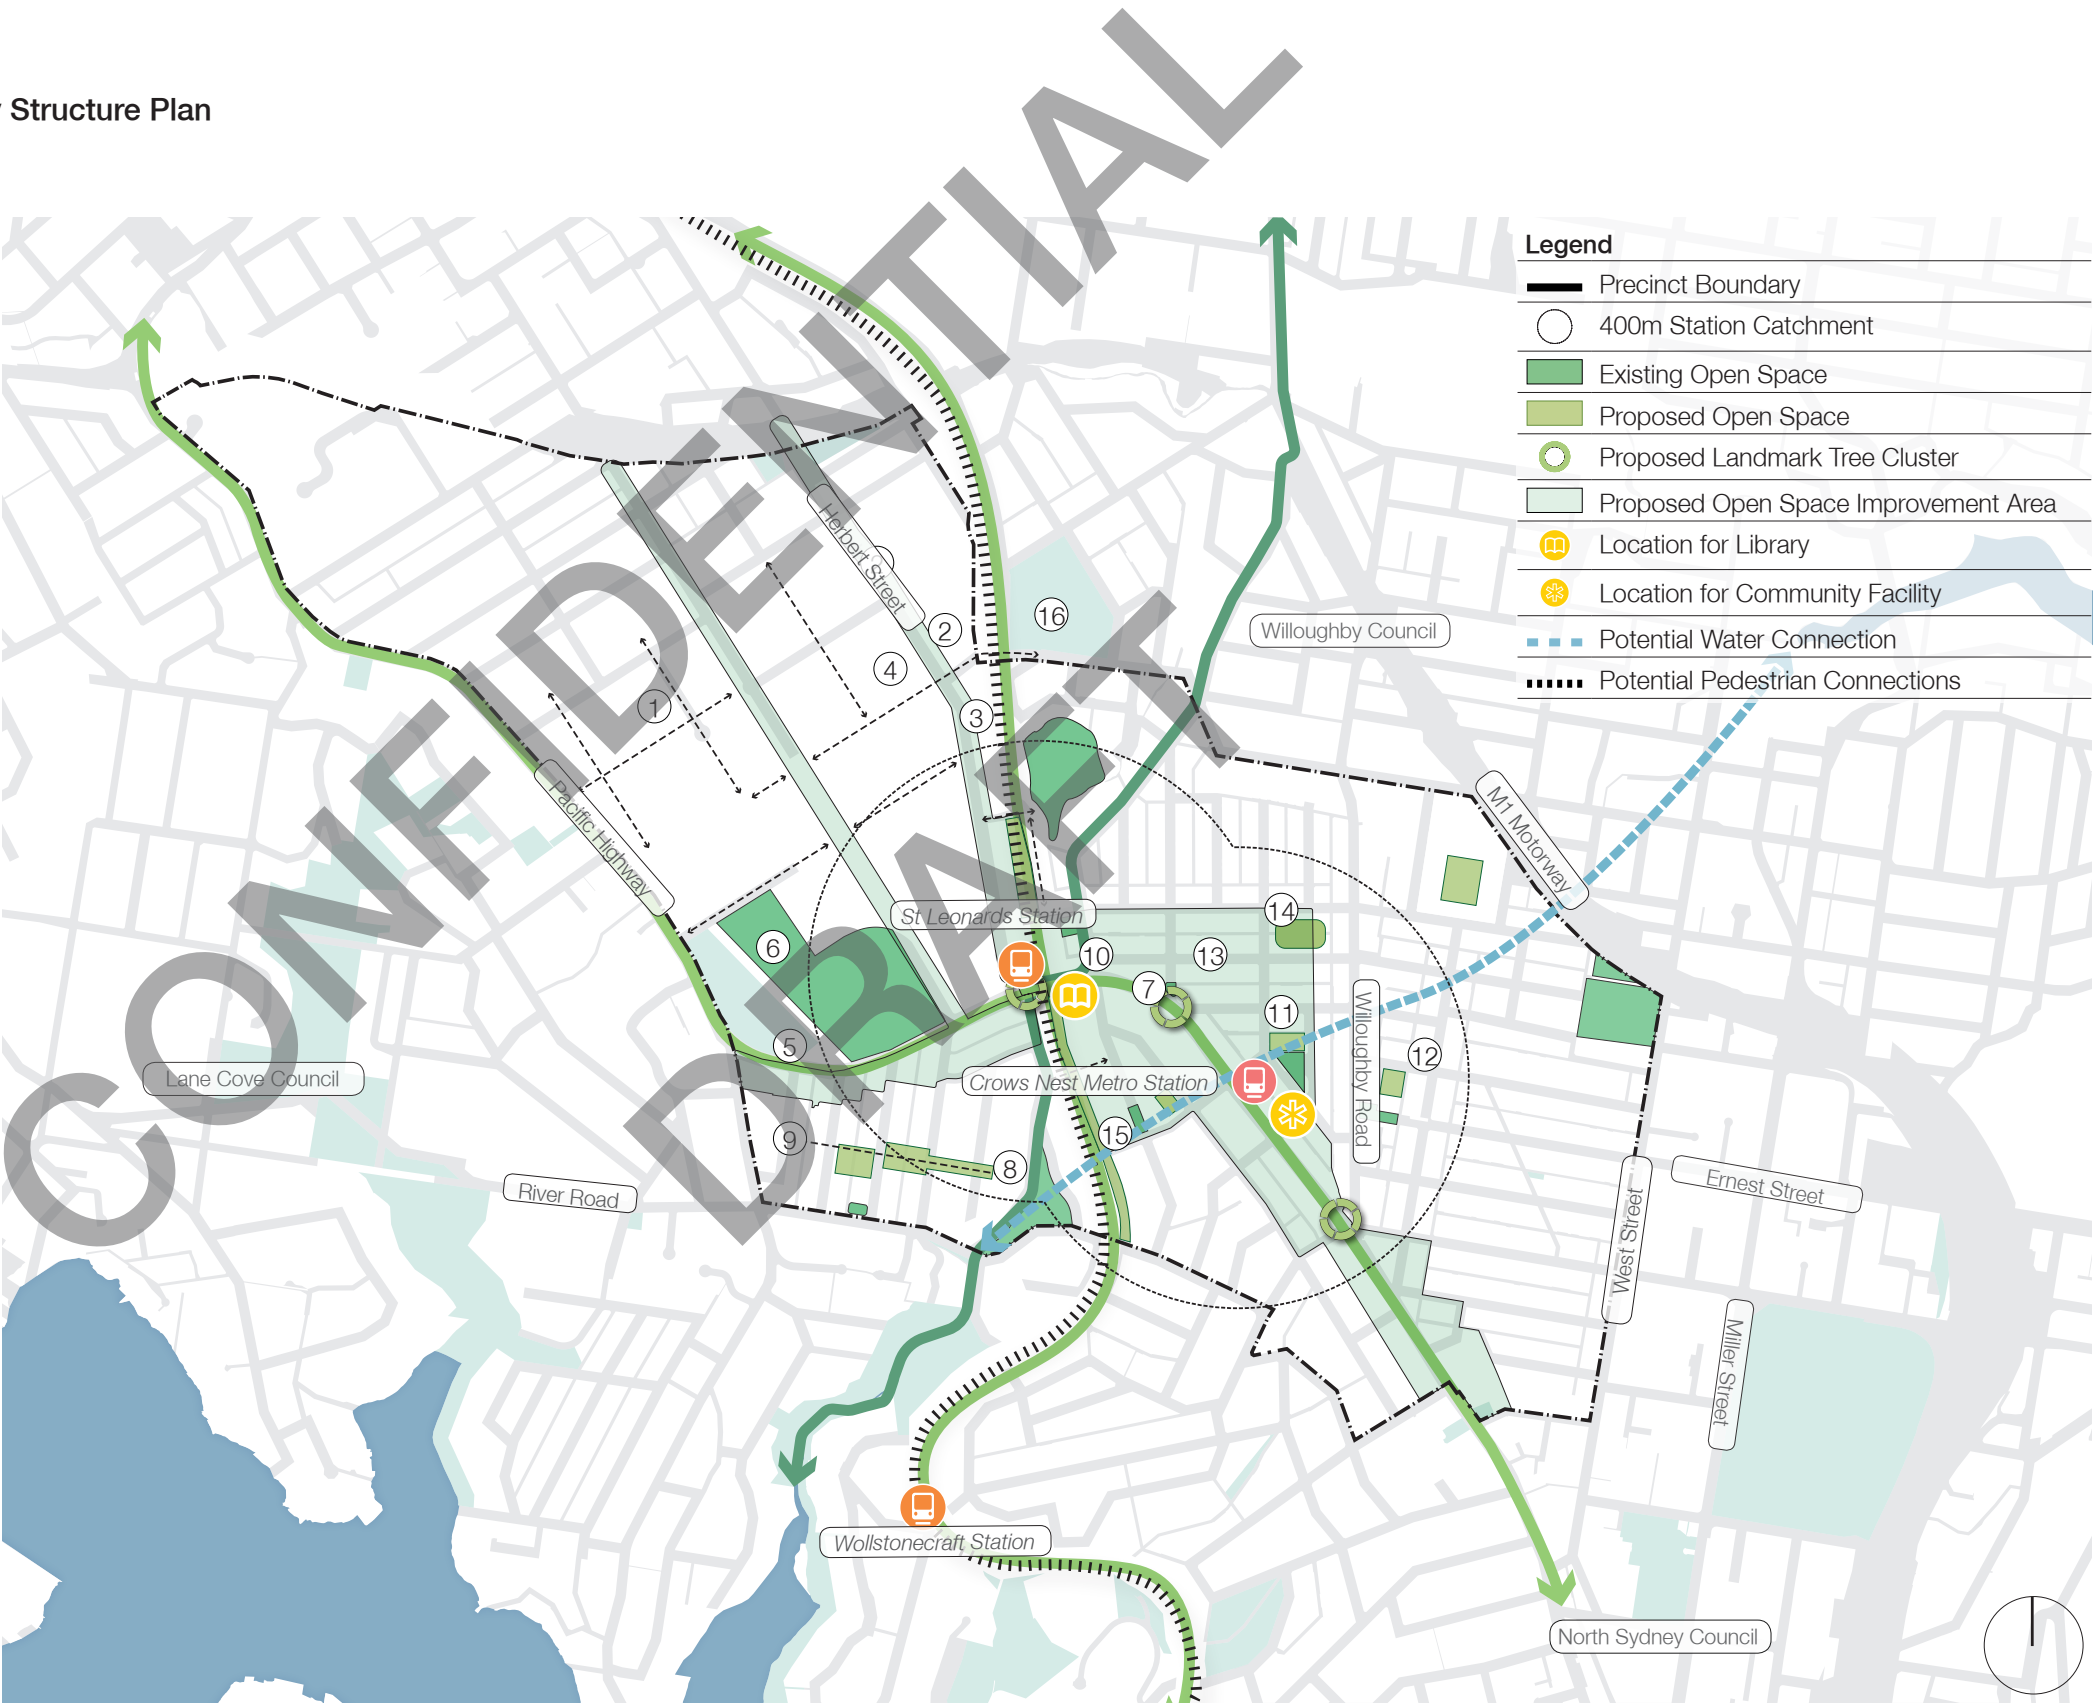 Structure Plan
CONFIDENTIAL
DRAFT
Legend
Precinct Boundary
400m Station Catchment
Existing Open Space
Proposed Open Space
Proposed Landmark Tree Cluster
Proposed Open Space Improvement Area
Location for Library
Location for Community Facility
Potential Water Connection
Potential Pedestrian Connections
Herbert Street
16
Willoughby Council
2
4
1
3
Pacific Highway
M1 Motorway
St Leonards Station
14
6
10
13
7
11
5
Willoughby Road
12
Lane Cove Council
Crows Nest Metro Station
9
15
8
River Road
Ernest Street
West Street
Miller Street
Wollstonecraft Station
North Sydney Council